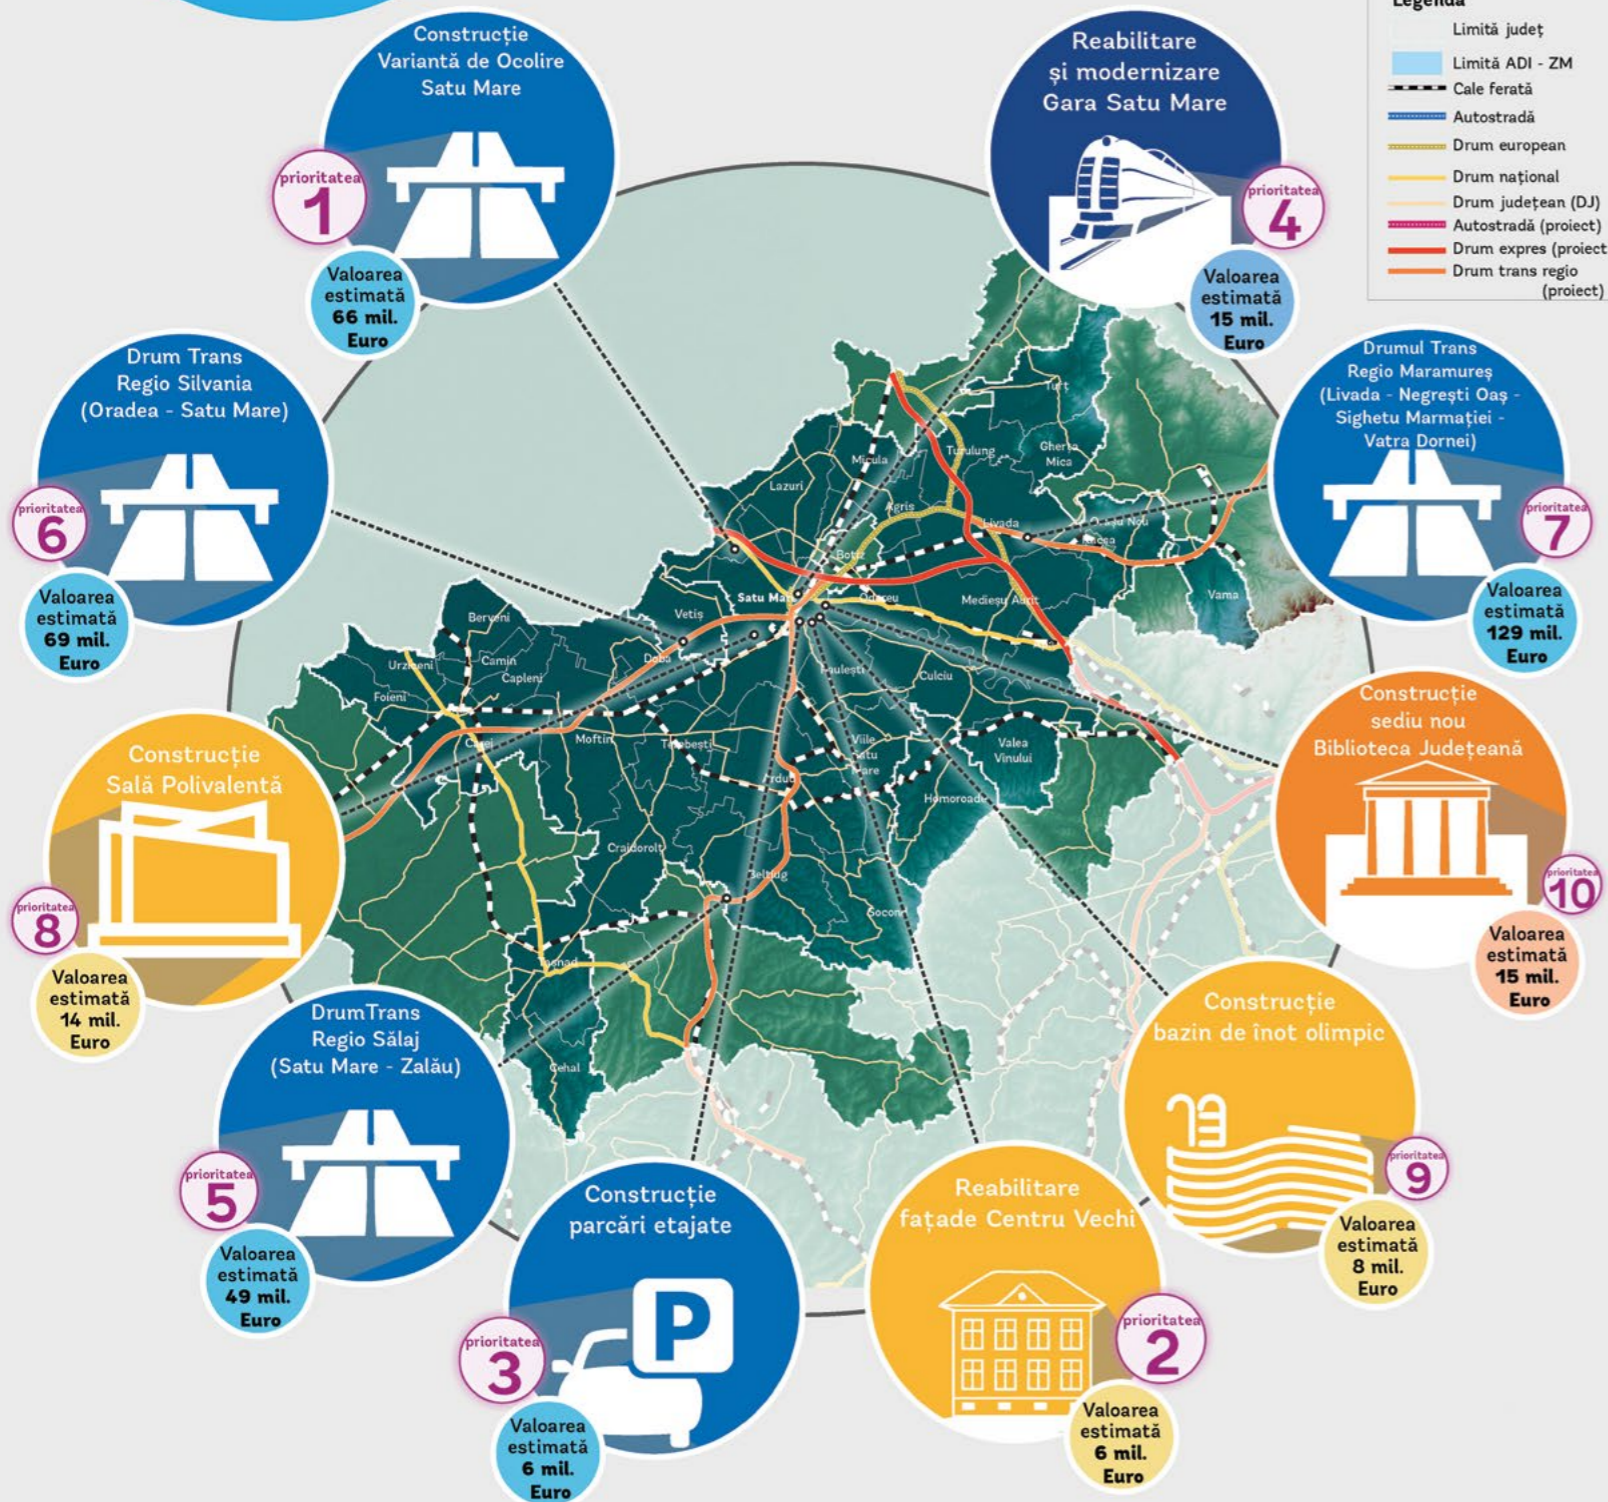 Construcție
Variantă de Ocolire
Satu Mare
prioritatea
1
Valoarea
estimată
66 mil.
Euro
Reabilitare
și modernizare
Gara Satu Mare
prioritatea
4
Valoarea
estimată
15 mil.
Euro
Legenda
Limită județ
Limită ADI - ZM
Cale ferată
Autostradă
Drum european
Drum național
Drum județean (DJ)
Autostradă (proiect)
Drum expres (proiect
Drum trans regio
(proiect)
Drum Trans
Regio Silvania
(Oradea - Satu Mare)
prioritatea
6
Valoarea
estimată
69 mil.
Euro
Drumul Trans
Regio Maramureș
(Livada - Negrești Oaș -
Sighetu Marmației -
Vatra Dornei)
prioritatea
7
Valoarea
estimată
129 mil.
Euro
Turț
Turulung
Gherța
Mica
Micula
Lazuri
Agris
Livada
Orașu Nou
Botiz
Satu Mare
Odoreu
Mediesu Aurit
Vama
Berveni
Vetiș
Doba
Urziceni
Camin
Capleni
Foieni
Paulești
Culciu
Carei
Moftin
Terebești
Viile
Satu
Mare
Valea
Vinului
Ardud
Homoroade
Craidorolt
Beltiug
Socond
Tasnad
Cehal
Construcție
Sală Polivalentă
prioritatea
8
Valoarea
estimată
14 mil.
Euro
Construcție
sediu nou
Biblioteca Județeană
prioritatea
10
Valoarea
estimată
15 mil.
Euro
DrumTrans
Regio Sălaj
(Satu Mare - Zalău)
prioritatea
5
Valoarea
estimată
49 mil.
Euro
Construcție
bazin de înot olimpic
prioritatea
9
Valoarea
estimată
8 mil.
Euro
Construcție
parcări etajate
P
prioritatea
3
Valoarea
estimată
6 mil.
Euro
Reabilitare
fațade Centru Vechi
prioritatea
2
Valoarea
estimată
6 mil.
Euro